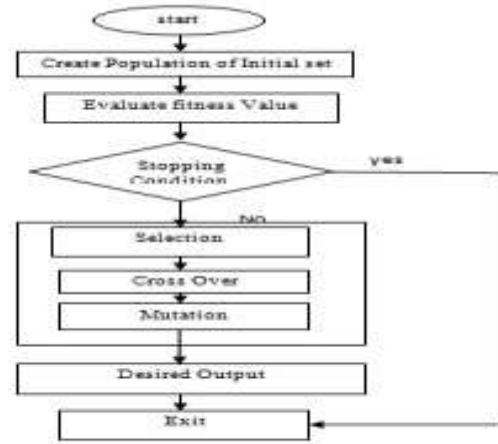 start
Create Population of Initial set
Evaluate fitness Value
Stopping
Condition
yes
No
Selection
Cross Over
Mutation
Desired Output
Exit